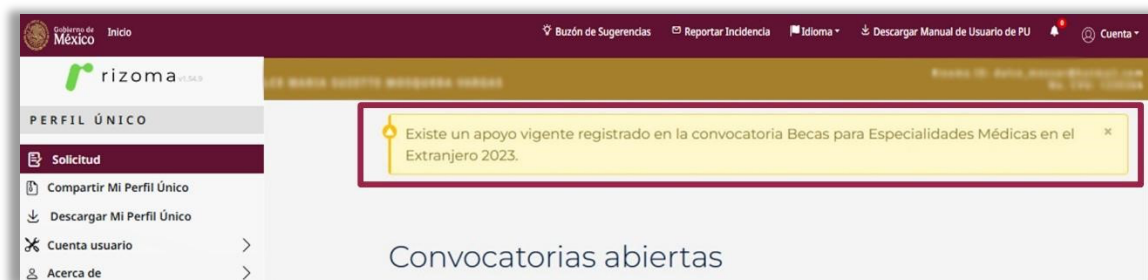 Gobierno de
México
Inicio
Buzón de Sugerencias
Reportar Incidencia
Idioma
Descargar Manual de Usuario de PU
Cuenta
rizoma
PERFIL ÚNICO
Solicitud
Compartir Mi Perfil Único
Descargar Mi Perfil Único
Cuenta usuario
Acerca de
Existe un apoyo vigente registrado en la convocatoria Becas para Especialidades Médicas en el
Extranjero 2023.
Convocatorias abiertas